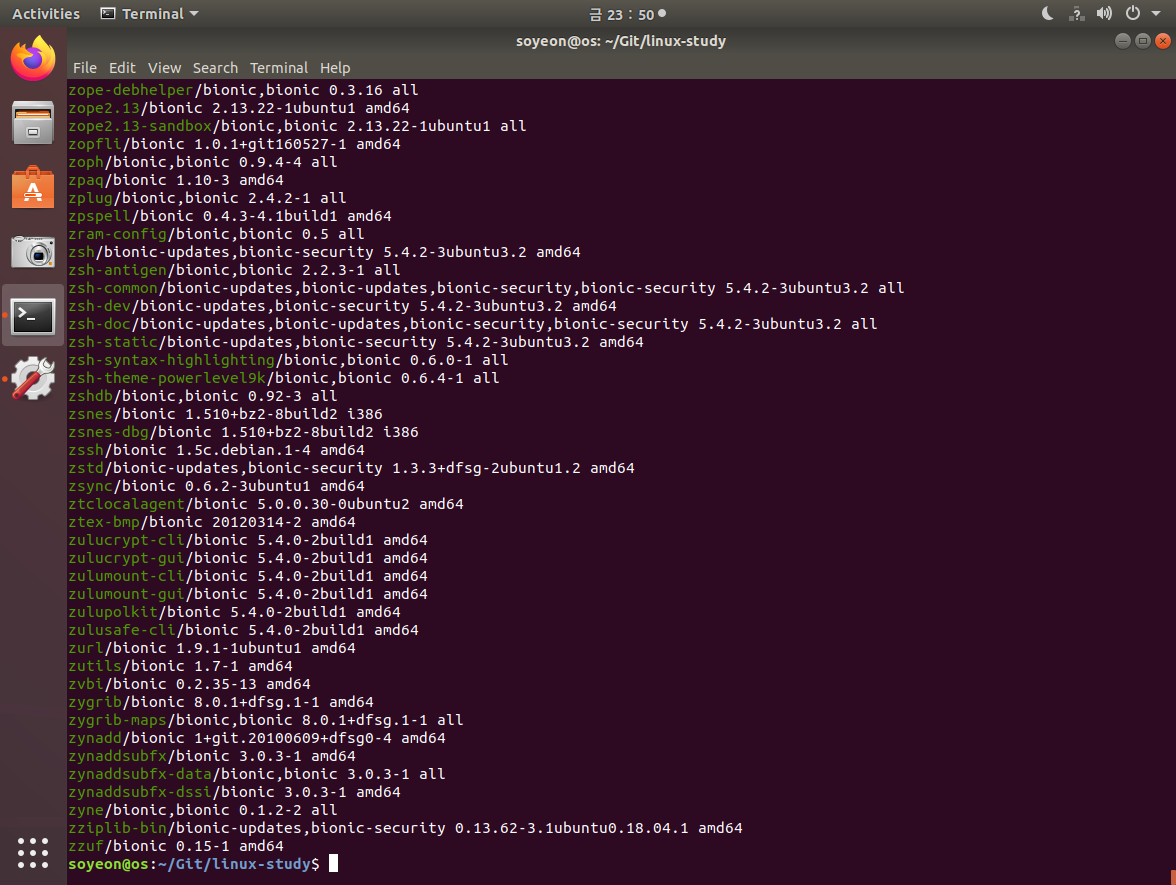 Activities Terminal 금 23 : 50
soyeon@os: ~/Git/linux-study
File Edit View Search Terminal Help
zope-debhelper/bionic,bionic 0.3.16 all
zope2.13/bionic 2.13.22-1ubuntu1 amd64
zope2.13-sandbox/bionic,bionic 2.13.22-1ubuntu1 all
zopfli/bionic 1.0.1+git160527-1 amd64
zoph/bionic,bionic 0.9.4-4 all
zpaq/bionic 1.10-3 amd64
zplug/bionic,bionic 2.4.2-1 all
zpspell/bionic 0.4.3-4.1build1 amd64
zram-config/bionic,bionic 0.5 all
zsh/bionic-updates,bionic-security 5.4.2-3ubuntu3.2 amd64
zsh-antigen/bionic,bionic 2.2.3-1 all
zsh-common/bionic-updates,bionic-updates,bionic-security,bionic-security 5.4.2-3ubuntu3.2 all
zsh-dev/bionic-updates,bionic-security 5.4.2-3ubuntu3.2 amd64
zsh-doc/bionic-updates,bionic-updates,bionic-security,bionic-security 5.4.2-3ubuntu3.2 all
zsh-static/bionic-updates,bionic-security 5.4.2-3ubuntu3.2 amd64
zsh-syntax-highlighting/bionic,bionic 0.6.0-1 all
zsh-theme-powerlevel9k/bionic,bionic 0.6.4-1 all
zshdb/bionic,bionic 0.92-3 all
zsnes/bionic 1.510+bz2-8build2 i386
zsnes-dbg/bionic 1.510+bz2-8build2 i386
zssh/bionic 1.5c.debian.1-4 amd64
zstd/bionic-updates,bionic-security 1.3.3+dfsg-2ubuntu1.2 amd64
zsync/bionic 0.6.2-3ubuntu1 amd64
ztclocalagent/bionic 5.0.0.30-0ubuntu2 amd64
ztex-bmp/bionic 20120314-2 amd64
zulucrypt-cli/bionic 5.4.0-2build1 amd64
zulucrypt-gui/bionic 5.4.0-2build1 amd64
zulumount-cli/bionic 5.4.0-2build1 amd64
zulumount-gui/bionic 5.4.0-2build1 amd64
zulupolkit/bionic 5.4.0-2build1 amd64
zulusafe-cli/bionic 5.4.0-2build1 amd64
zurl/bionic 1.9.1-1ubuntu1 amd64
zutils/bionic 1.7-1 amd64
zvbi/bionic 0.2.35-13 amd64
zygrib/bionic 8.0.1+dfsg.1-1 amd64
zygrib-maps/bionic,bionic 8.0.1+dfsg.1-1 all
zynadd/bionic 1+git.20100609+dfsg0-4 amd64
zynaddsubfx/bionic 3.0.3-1 amd64
zynaddsubfx-data/bionic,bionic 3.0.3-1 all
zynaddsubfx-dssi/bionic 3.0.3-1 amd64
zyne/bionic,bionic 0.1.2-2 all
zziplib-bin/bionic-updates,bionic-security 0.13.62-3.1ubuntu0.18.04.1 amd64
zzuf/bionic 0.15-1 amd64
soyeon@os:~/Git/linux-study$